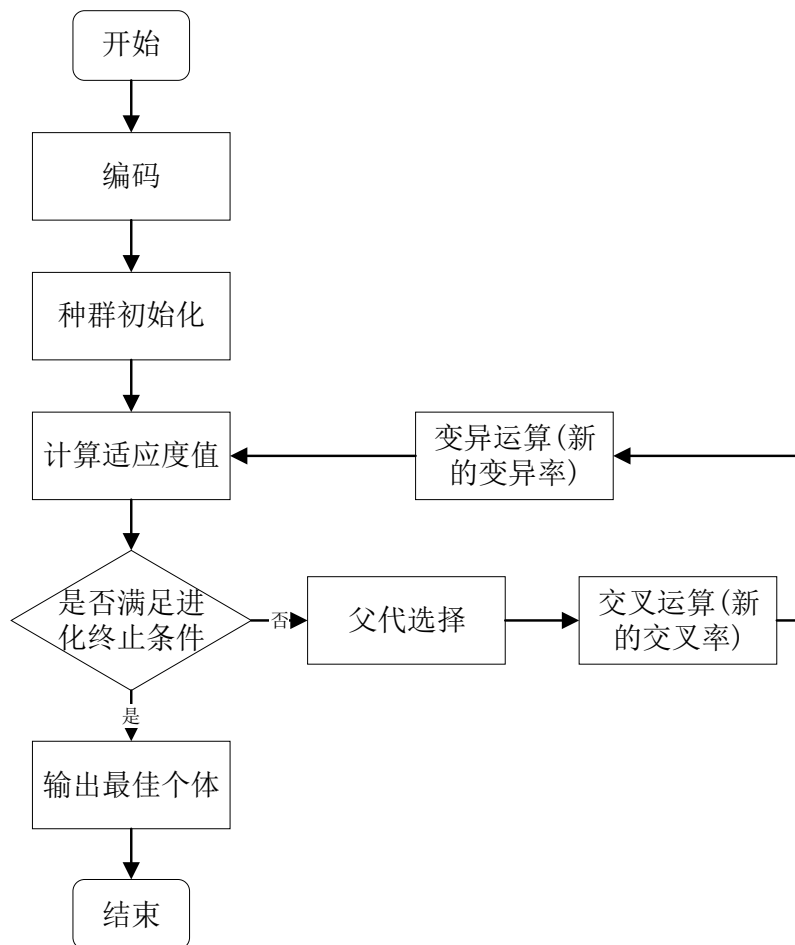 开始
编码
种群初始化
计算适应度值
变异运算(新
的变异率)
是否满足进
化终止条件
否
父代选择
交叉运算(新
的交叉率)
是
输出最佳个体
结束